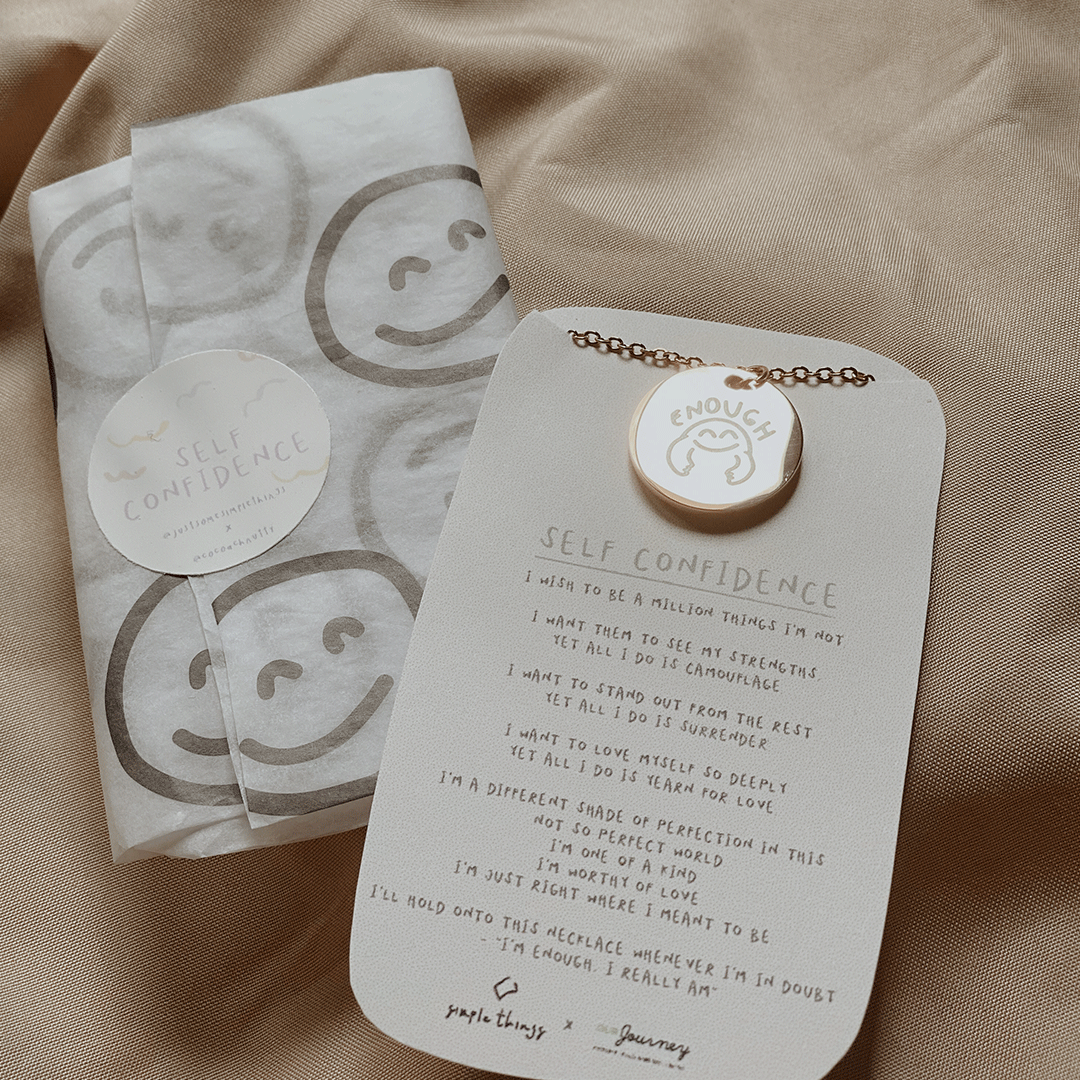 SELF
CONFIDENCE
@justsomesimplethings
x
ENOUGH
SELF CONFIDENCE
I WISH TO BE A MILLION THINGS I'M NOT
I WANT THEM TO SEE MY STRENGTHS
YET ALL I DO IS CAMOUFLAGE
I WANT TO STAND OUT FROM THE REST
YET ALL I DO IS SURRENDER
I WANT TO LOVE MYSELF SO DEEPLY
YET ALL I DO IS YEARN FOR LOVE
I'M A DIFFERENT SHADE OF PERFECTION IN THIS
NOT SO PERFECT WORLD
I'M ONE OF A KIND
I'M WORTHY OF LOVE
I'M JUST RIGHT WHERE I MEANT TO BE
I'LL HOLD ONTO THIS NECKLACE WHENEVER I'M IN DOUBT
- "I'M ENOUGH. I REALLY AM"
simple things x Journey